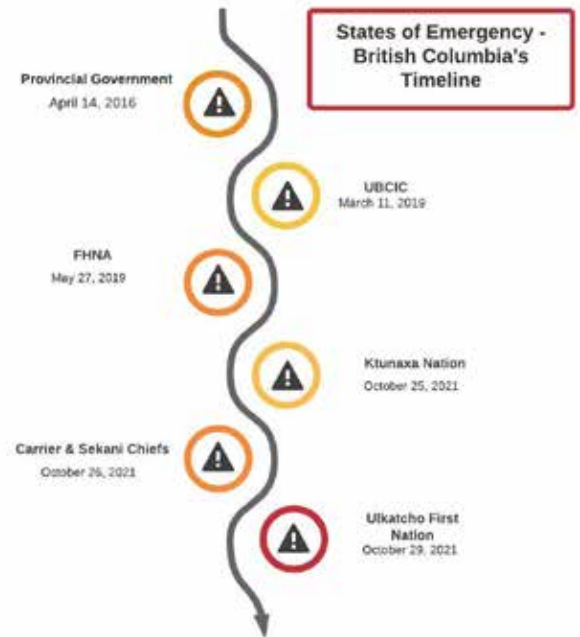 States of Emergency -
British Columbia's
Timeline
Provincial Government
April 14, 2016
UBCIC
March 11, 2019
FHNA
May 27, 2019
Ktunaxa Nation
October 25, 2021
Carrier & Sekani Chiefs
October 26, 2021
Ulkatcho First
Nation
October 29, 2021